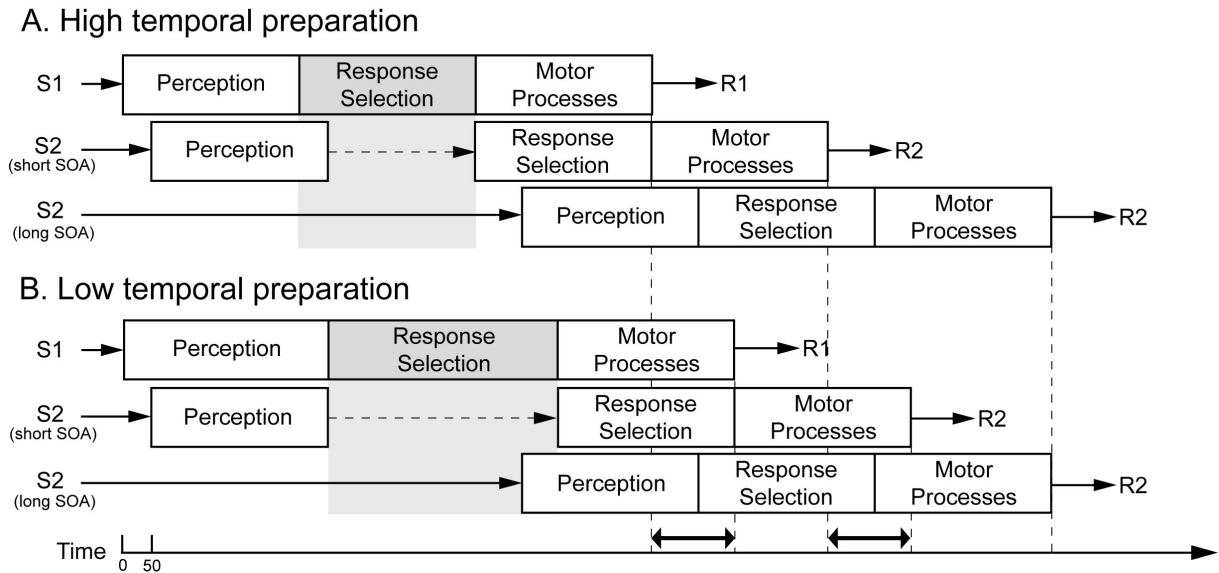 A. High temporal preparation
S1
Perception
Response
Selection
Motor
Processes
R1
S2
(short SOA)
Perception
Response
Selection
Motor
Processes
R2
S2
(long SOA)
Perception
Response
Selection
Motor
Processes
R2
B. Low temporal preparation
S1
Perception
Response
Selection
Motor
Processes
R1
S2
(short SOA)
Perception
Response
Selection
Motor
Processes
R2
S2
(long SOA)
Perception
Response
Selection
Motor
Processes
R2
Time
0 50